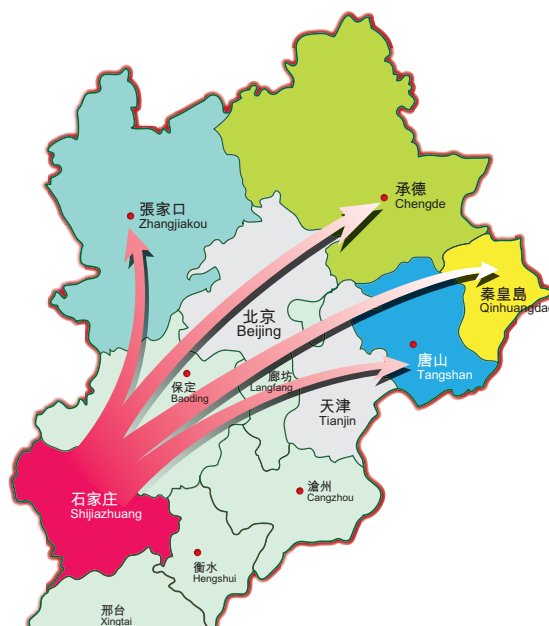 承德
Chengde
張家口
Zhangjiakou
秦皇島
Qinhuangdao
北京
Beijing
唐山
Tangshan
廊坊
Langfang
保定
Baoding
天津
Tianjin
滄州
Cangzhou
石家庄
Shijiazhuang
衡水
Hengshui
邢台
Xingtai